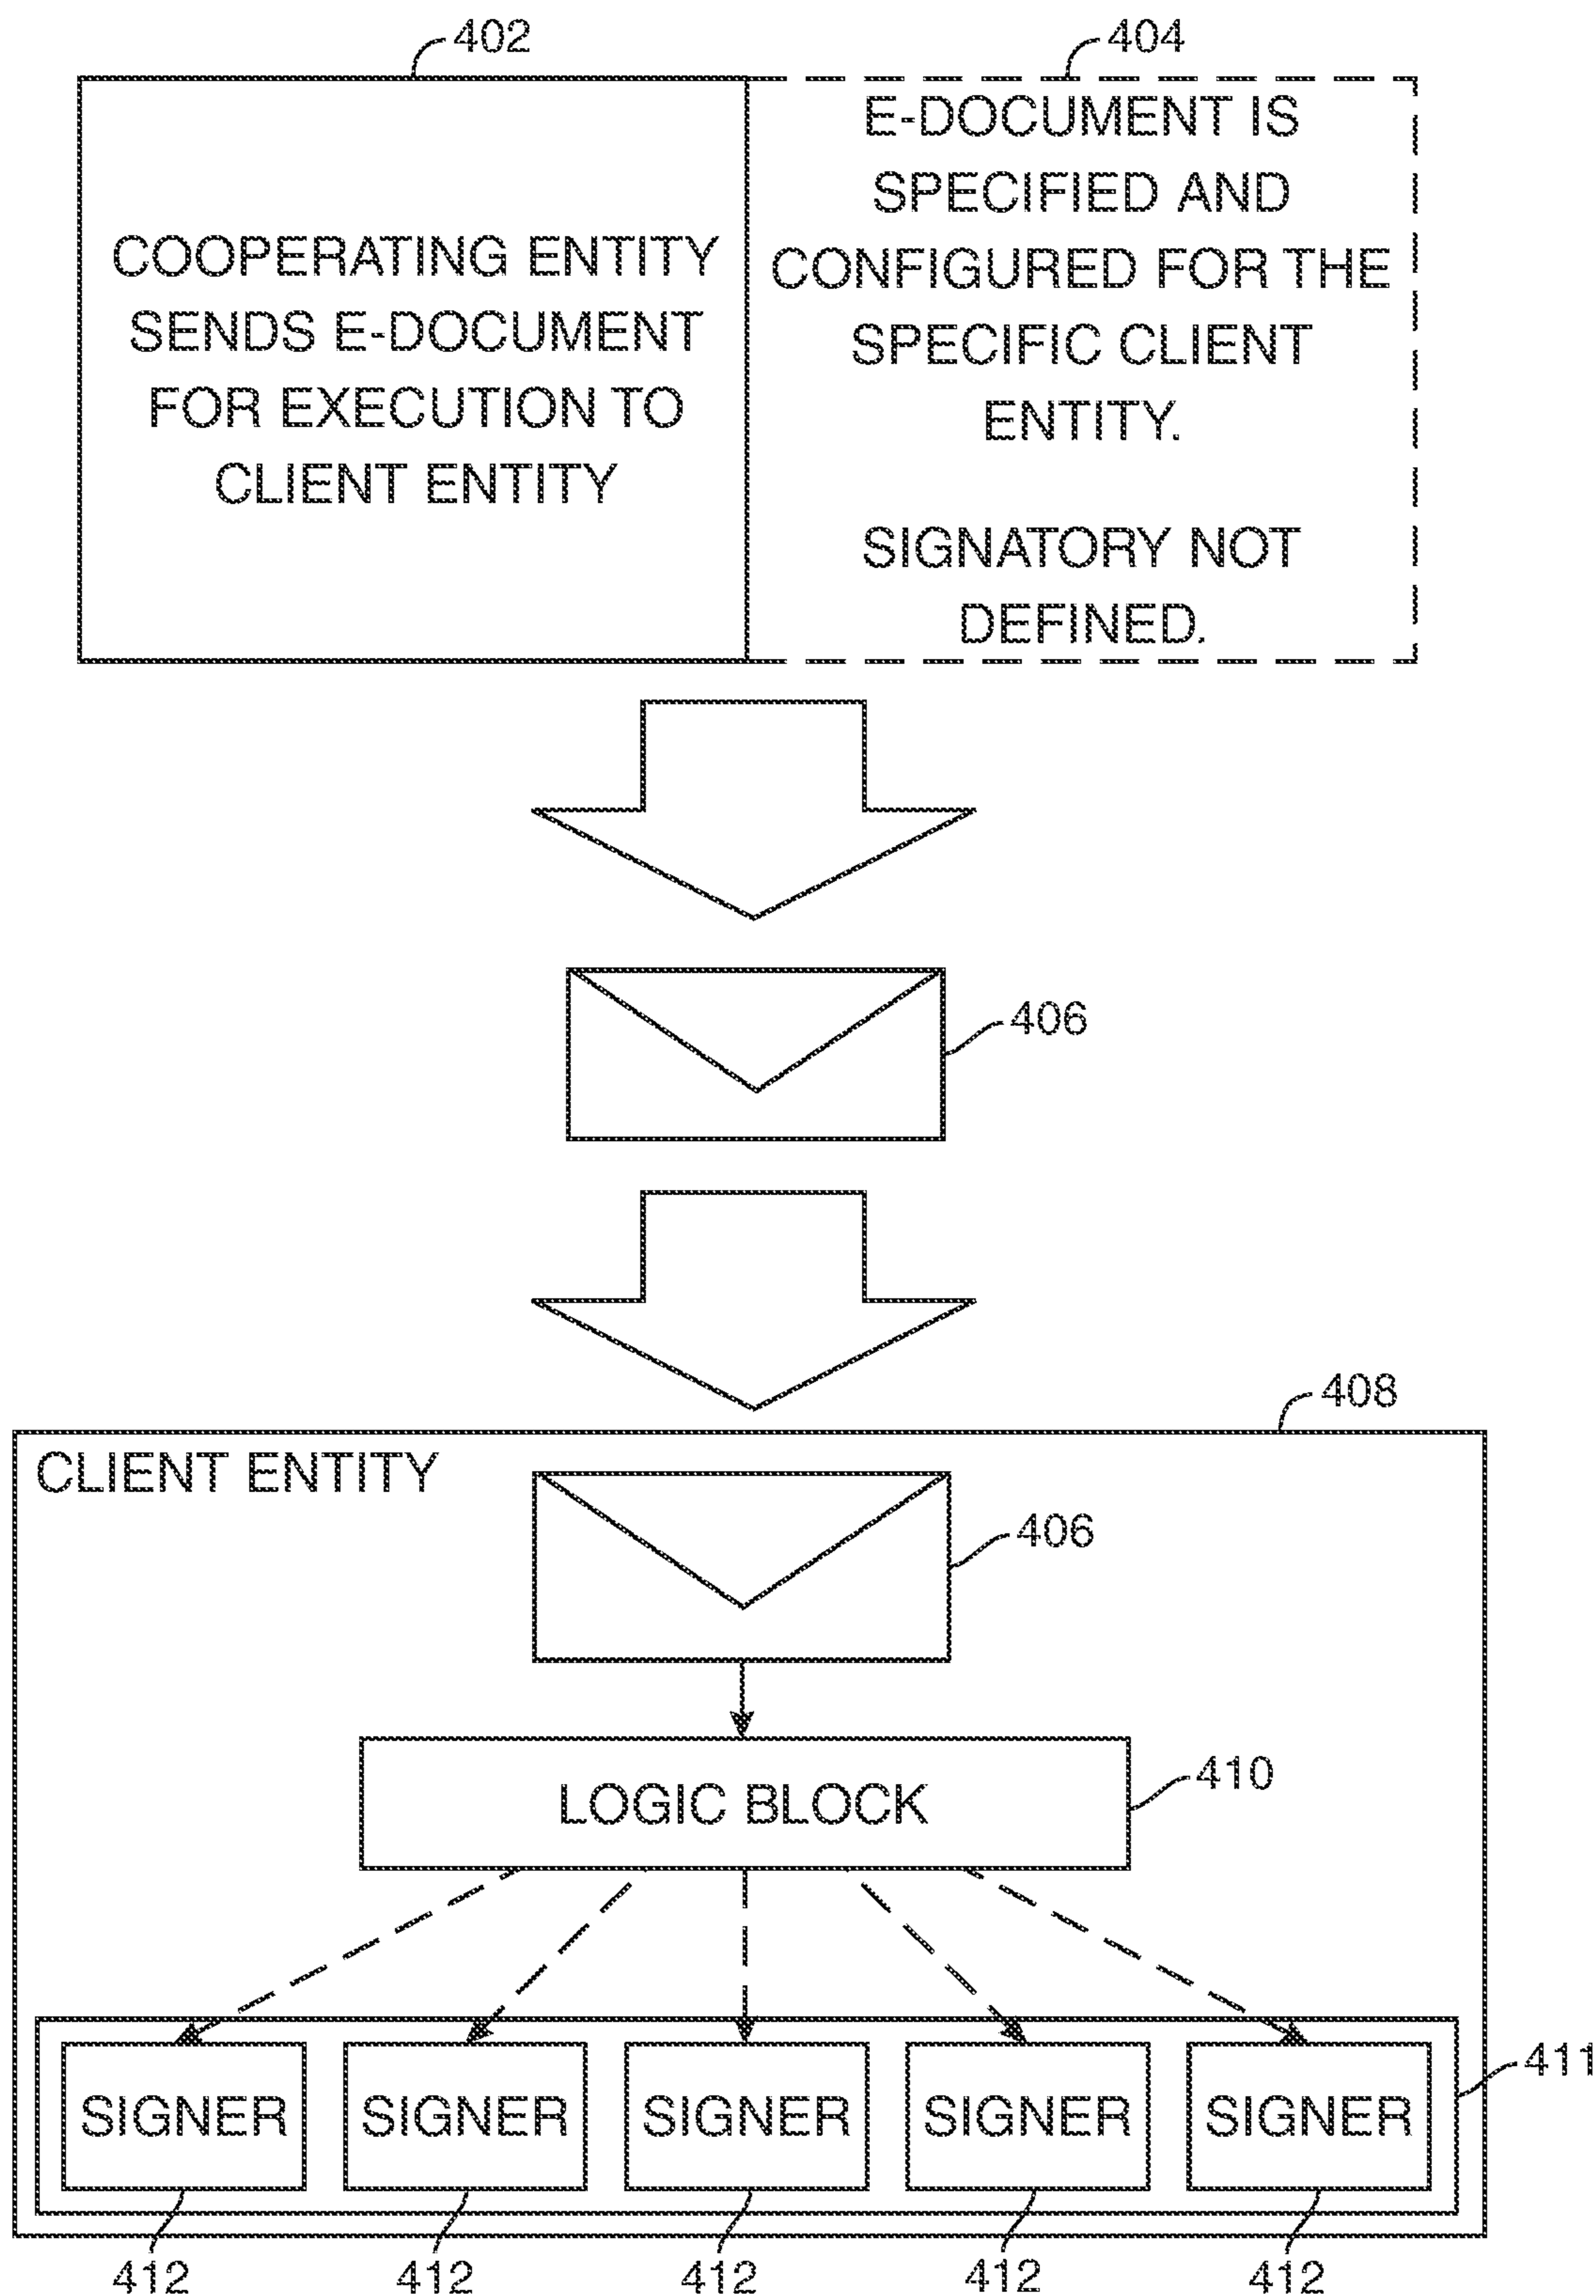 402
404
COOPERATING ENTITY
SENDS E-DOCUMENT
FOR EXECUTION TO
CLIENT ENTITY
E-DOCUMENT IS
SPECIFIED AND
CONFIGURED FOR THE
SPECIFIC CLIENT
ENTITY.
SIGNATORY NOT
DEFINED.
406
408
CLIENT ENTITY
406
LOGIC BLOCK
410
411
SIGNER
SIGNER
SIGNER
SIGNER
SIGNER
412
412
412
412
412